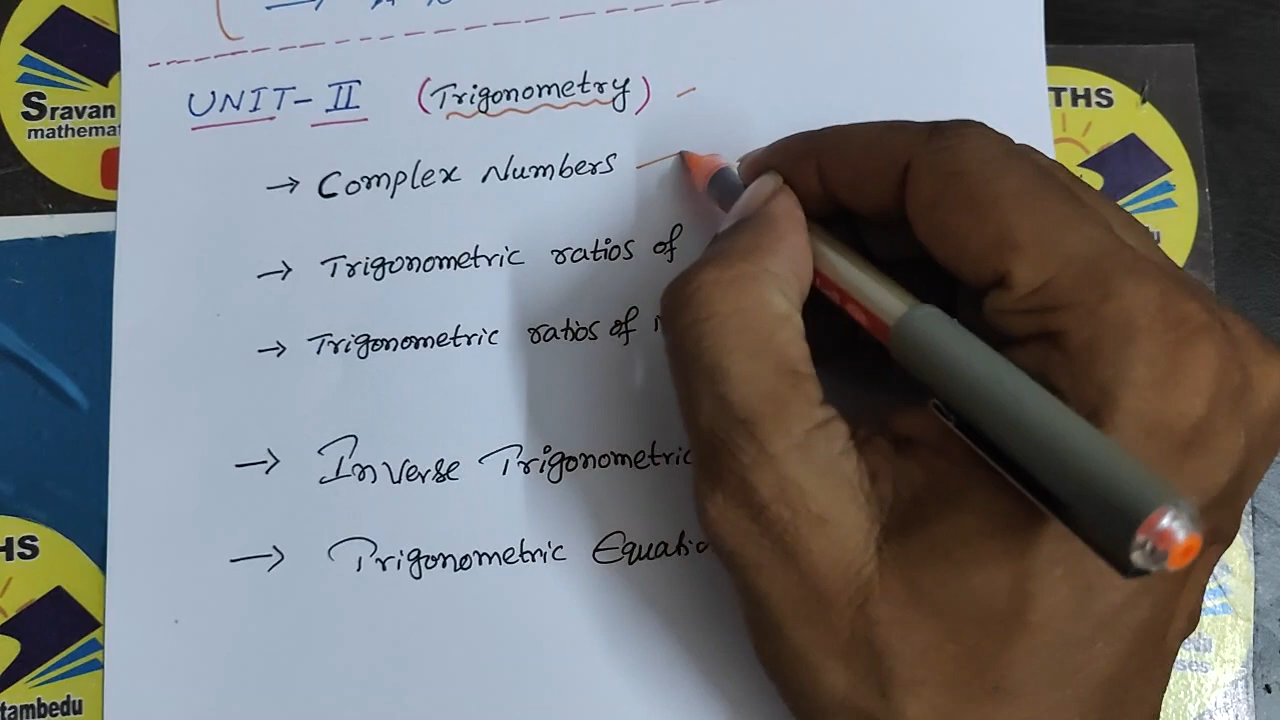 UNIT-II (Trigonometry) -
→ Complex Numbers —
→ Trigonometric ratios of
→ Trigonometric ratios of
→ Inverse Trigonometric
→ Trigonometric Equatio
Sravan
mathema
THS
HS
tambedu